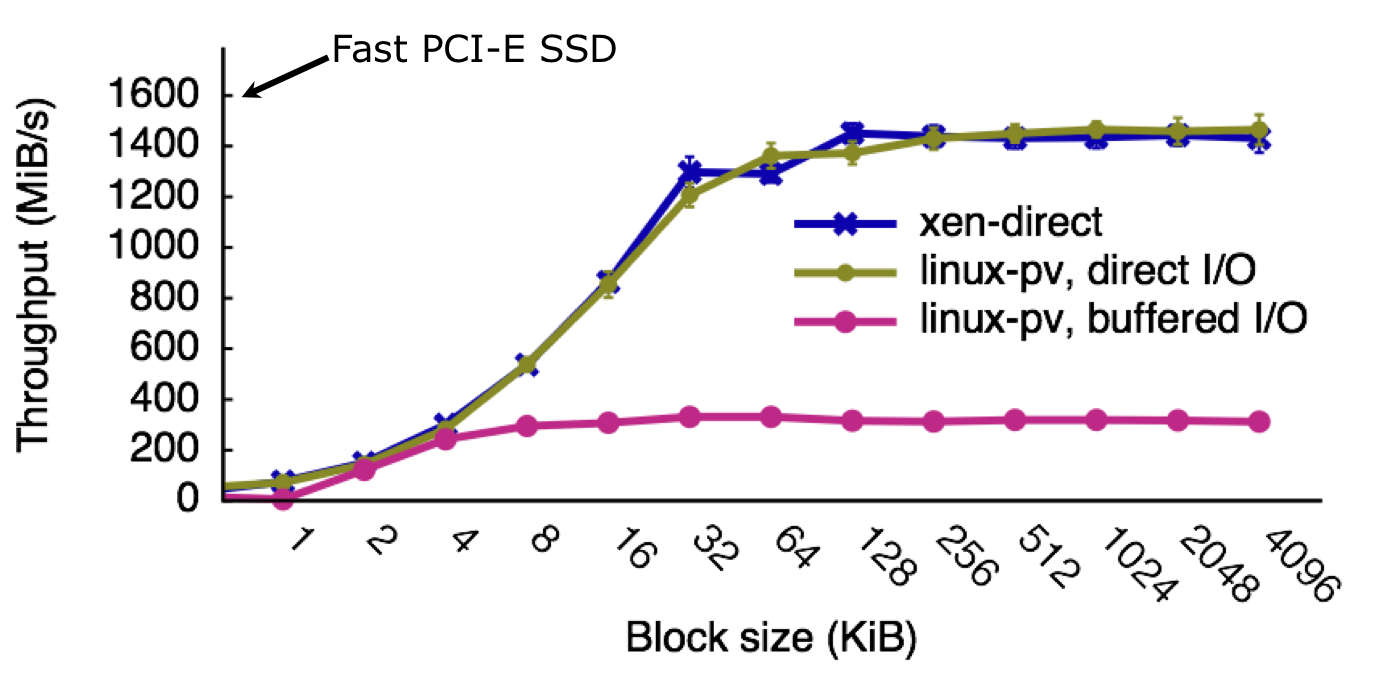 Fast PCI-E SSD
Throughput (MiB/s)
1600
1400
1200
1000
800
600
400
200
0
xen-direct
linux-pv, direct I/O
linux-pv, buffered I/O
1 2 4 8 16 32 64 128 256 512 1024 2048 4096
Block size (KiB)